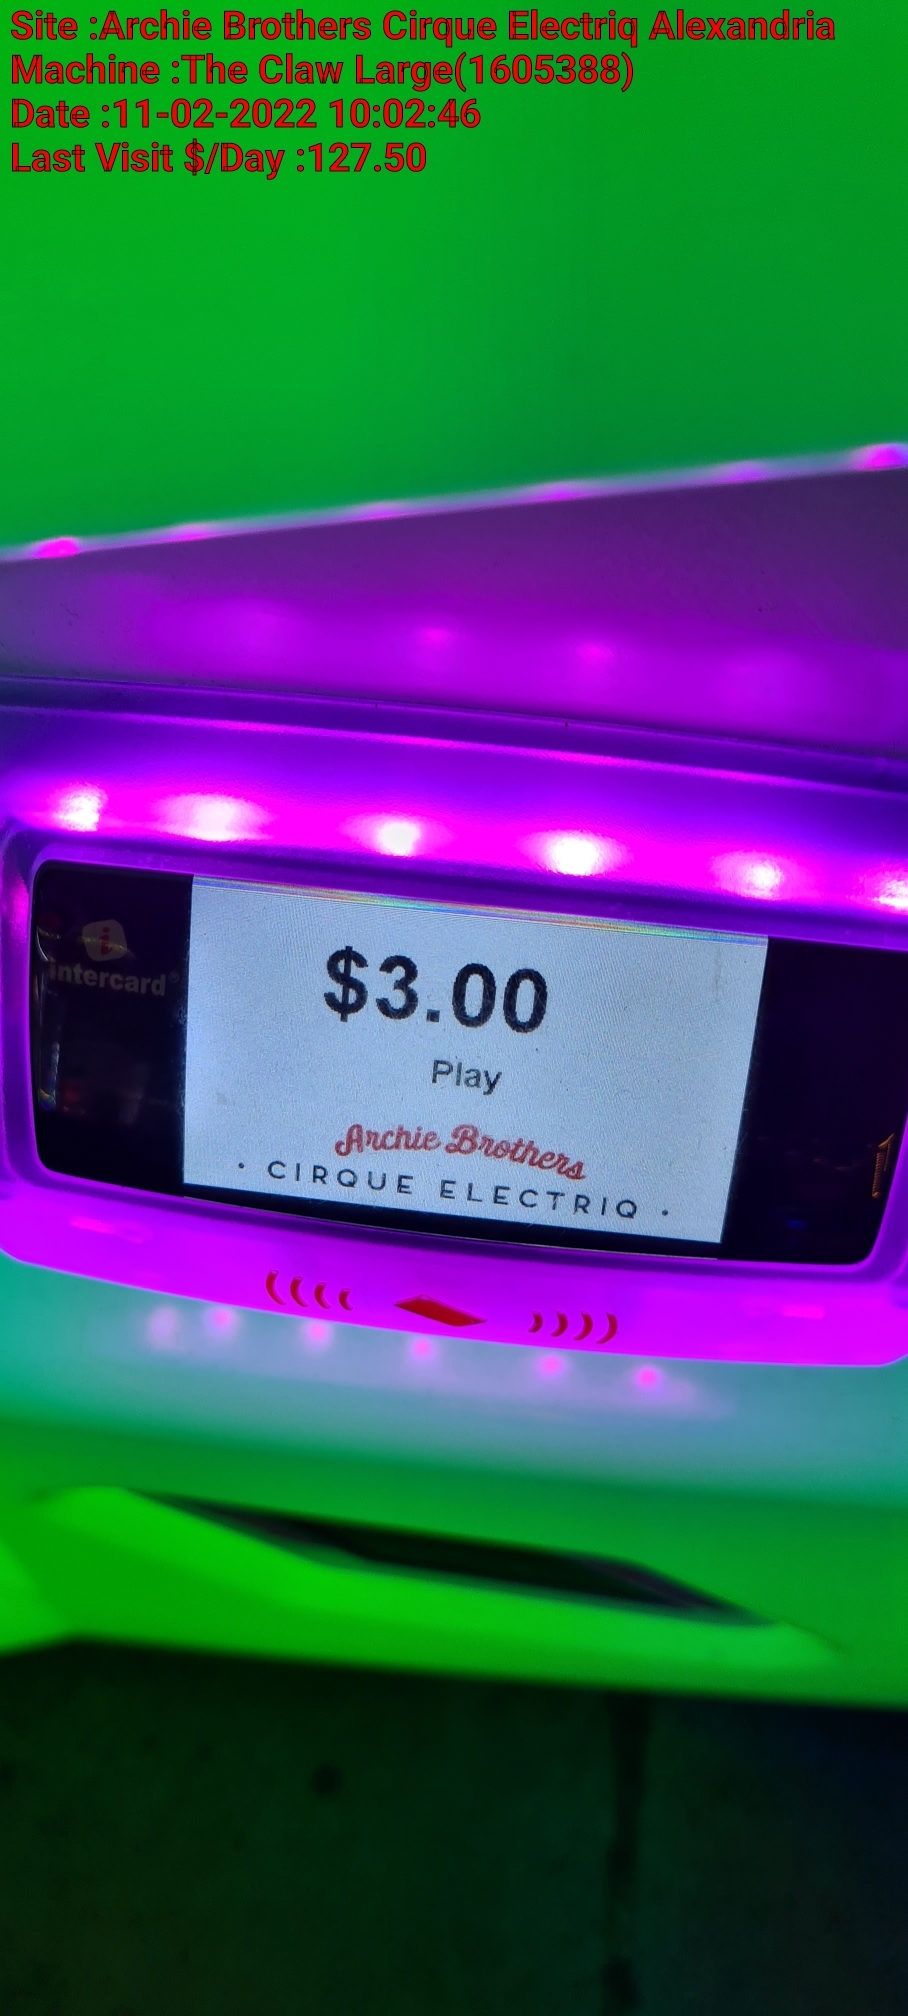 Site :Archie Brothers Cirque Electriq Alexandria
Machine :The Claw Large(1605388)
Date :11-02-2022 10:02:46
Last Visit $/Day :127.50
intercard®
$3.00
Play
Archie Brothers
· CIRQUE ELECTRIQ ·